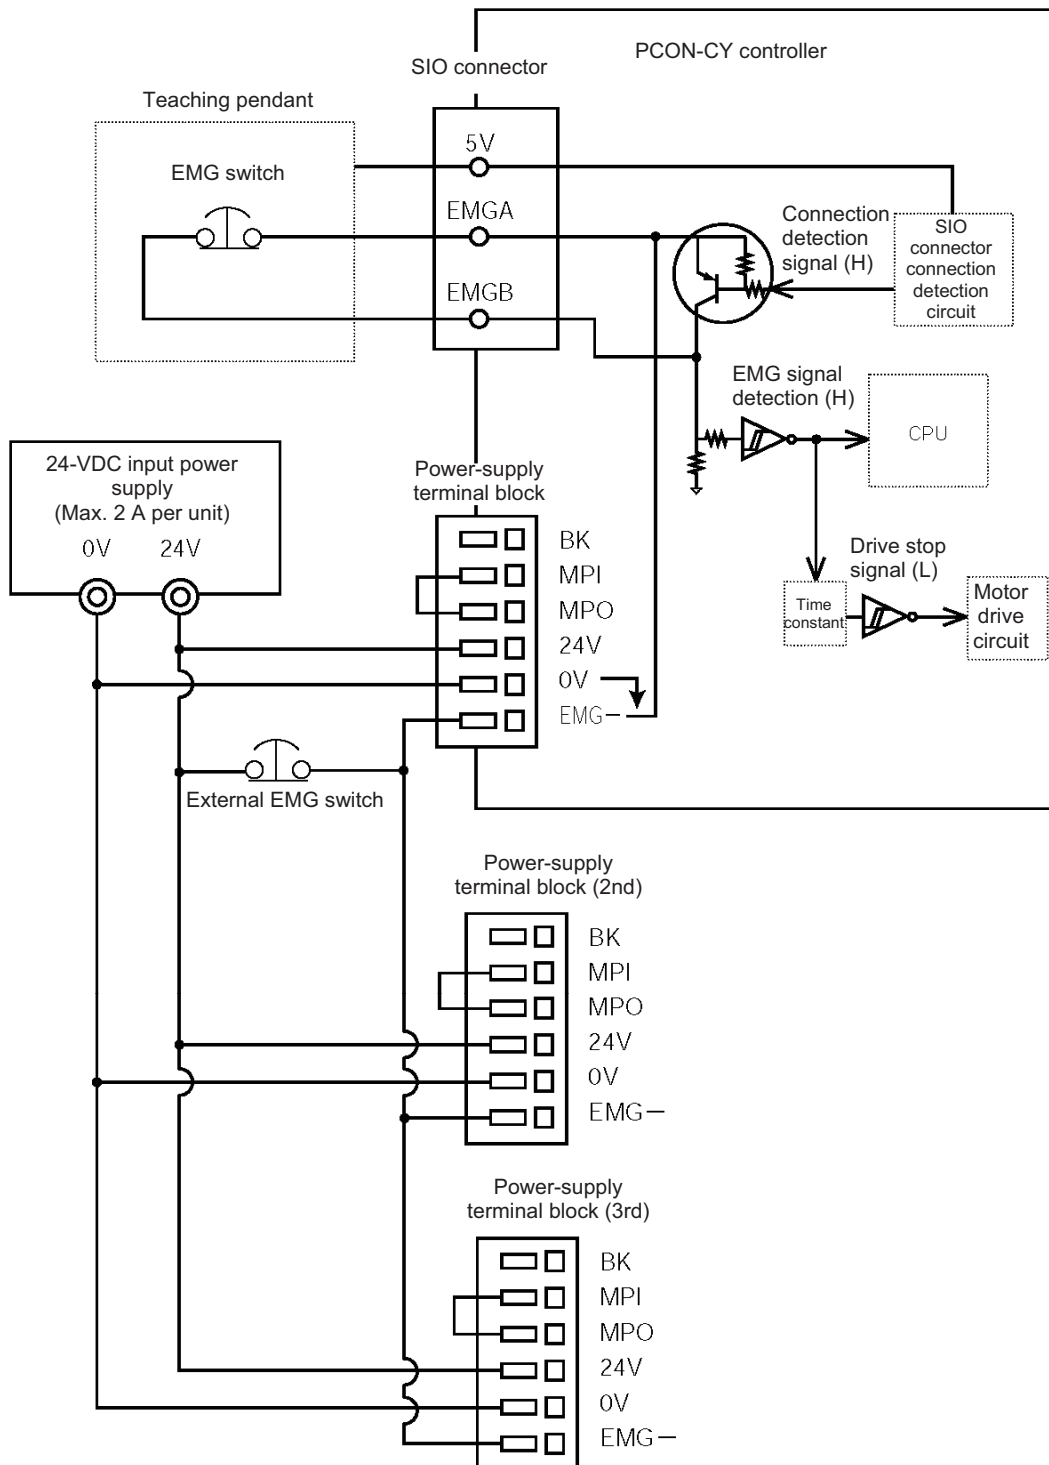 PCON-CY controller
SIO connector
Teaching pendant
EMG switch
5V
EMGA
EMGB
Connection
detection
signal (H)
SIO
connector
connection
detection
circuit
EMG signal
detection (H)
CPU
24-VDC input power
supply
(Max. 2 A per unit)
0V 24V
Power-supply
terminal block
BK
MPI
MPO
24V
0V
EMG−
Drive stop
signal (L)
Time
constant
Motor
drive
circuit
External EMG switch
Power-supply
terminal block (2nd)
BK
MPI
MPO
24V
0V
EMG−
Power-supply
terminal block (3rd)
BK
MPI
MPO
24V
0V
EMG−